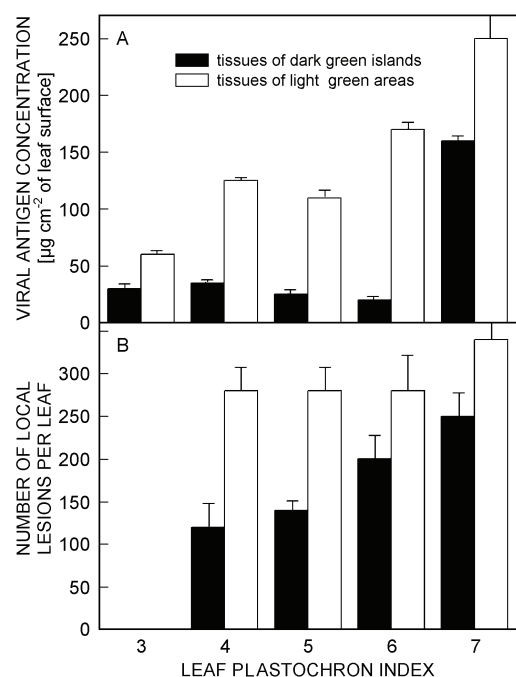 A
tissues of dark green islands
tissues of light green areas
VIRAL ANTIGEN CONCENTRATION
[µg cm-2 of leaf surface]
250
200
150
100
50
0
B
NUMBER OF LOCAL
LESIONS PER LEAF
300
250
200
150
100
50
0
3 4 5 6 7
LEAF PLASTOCHRON INDEX